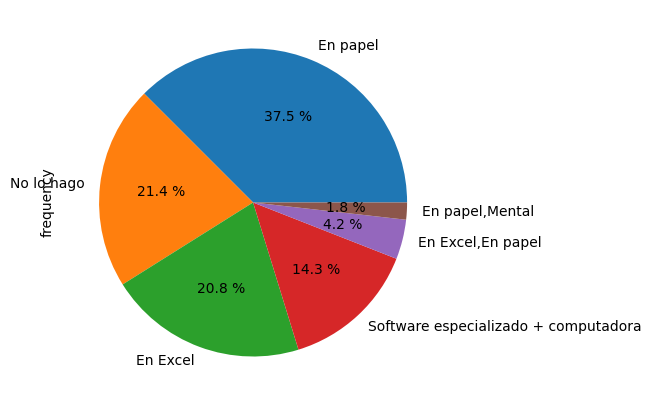 En papel
37.5 %
No lo hago
frequency
21.4 %
1.8 %
En papel,Mental
4.2 %
En Excel,En papel
14.3 %
20.8 %
Software especializado + computadora
En Excel